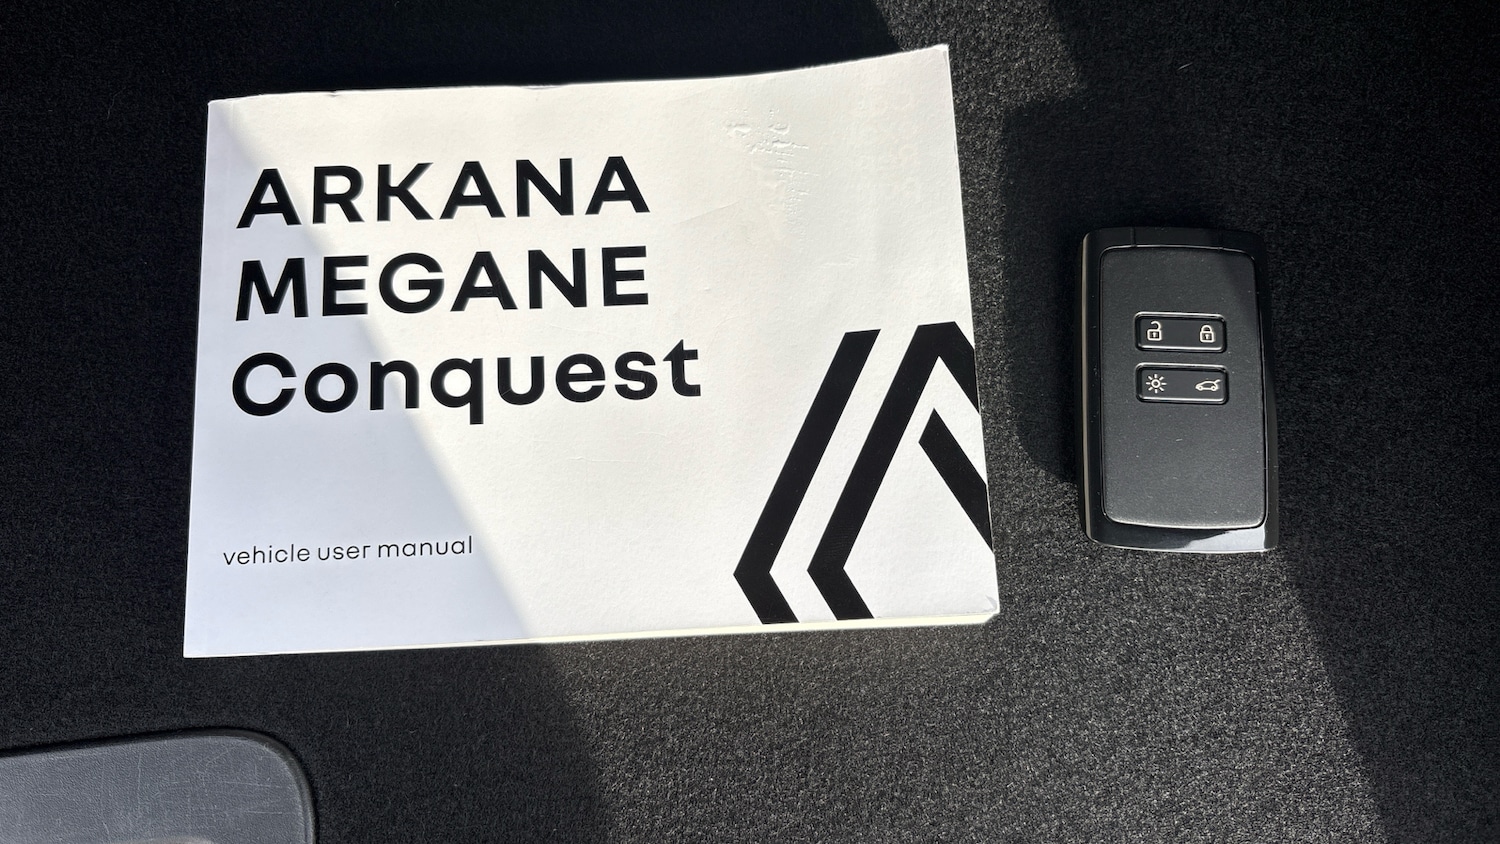 ARKANA
MEGANE
Conquest
vehicle user manual